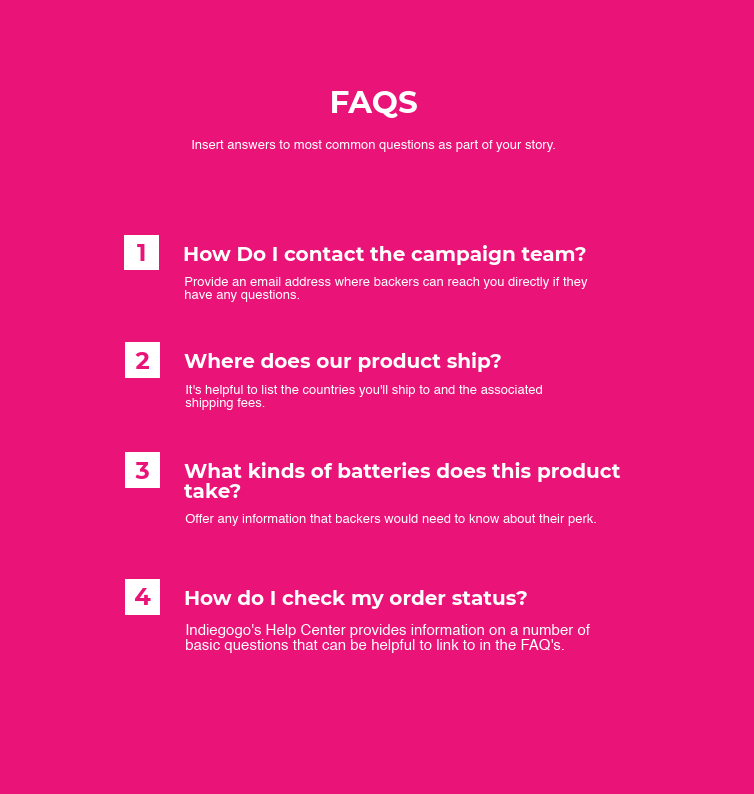 FAQS
Insert answers to most common questions as part of your story.
1
How Do I contact the campaign team?
Provide an email address where backers can reach you directly if they
have any questions.
2
Where does our product ship?
It's helpful to list the countries you'll ship to and the associated
shipping fees.
3
What kinds of batteries does this product
take?
Offer any information that backers would need to know about their perk.
4
How do I check my order status?
Indiegogo's Help Center provides information on a number of
basic questions that can be helpful to link to in the FAQ's.